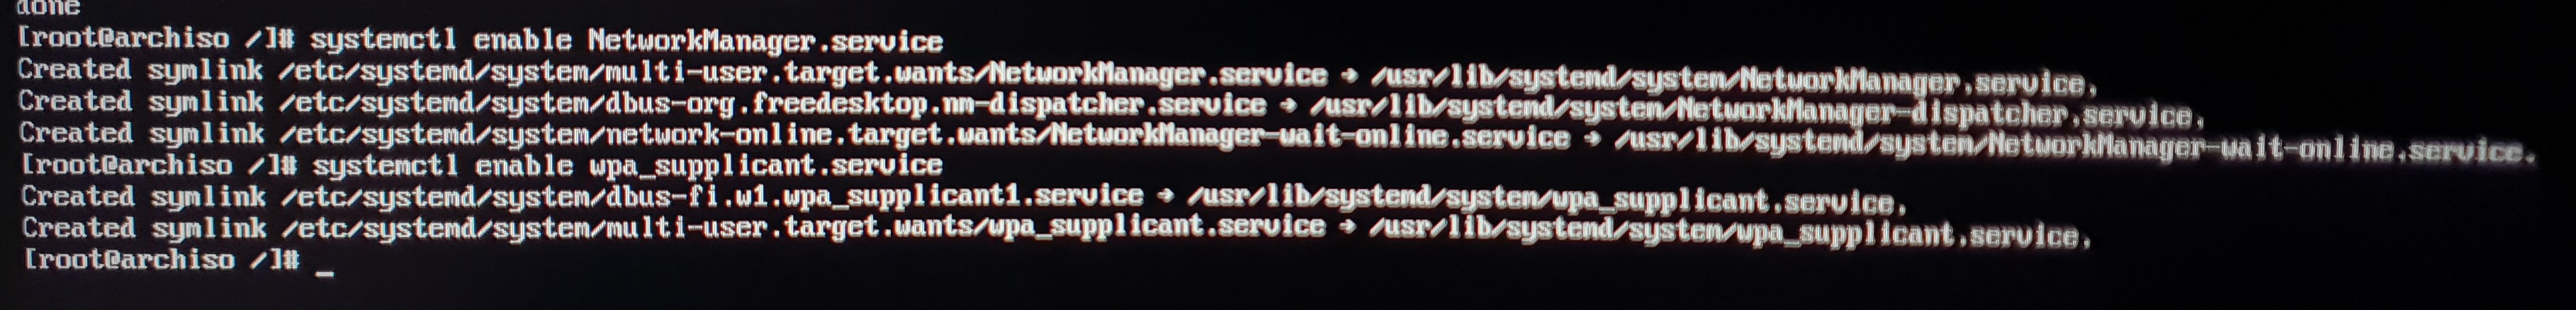 done
[root@archiso /]# systemctl enable NetworkManager.service
Created symlink /etc/systemd/system/multi-user.target.wants/NetworkManager.service → /usr/lib/systemd/system/NetworkManager.service.
Created symlink /etc/systemd/system/dbus-org.freedesktop.nm-dispatcher.service → /usr/lib/systemd/system/NetworkManager-dispatcher.service.
Created symlink /etc/systemd/system/network-online.target.wants/NetworkManager-wait-online.service → /usr/lib/systemd/system/NetworkManager-wait-online.service.
[root@archiso /]# systemctl enable wpa_supplicant.service
Created symlink /etc/systemd/system/dbus-fi.w1.wpa_supplicant1.service → /usr/lib/systemd/system/wpa_supplicant.service.
Created symlink /etc/systemd/system/multi-user.target.wants/wpa_supplicant.service → /usr/lib/systemd/system/wpa_supplicant.service.
[root@archiso /]# _